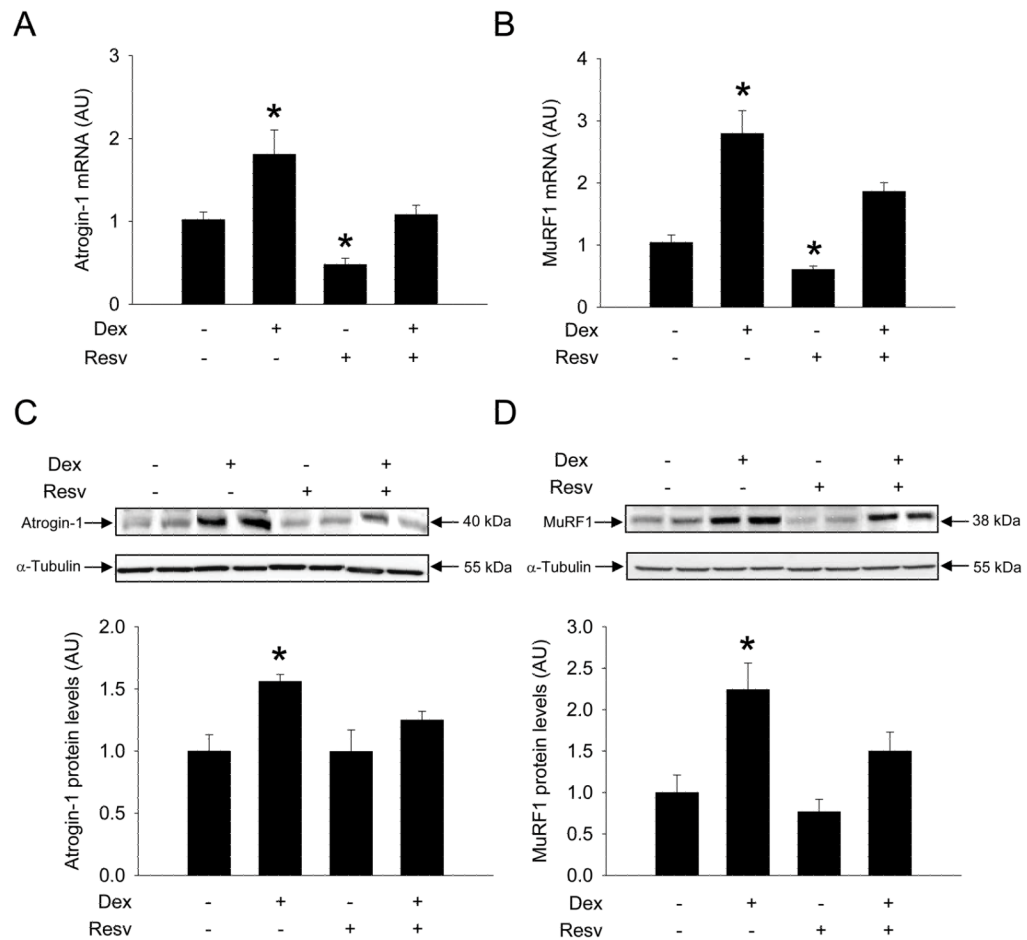 A
3
2
1
0
Atrogin-1 mRNA (AU)
*
*
Dex - + - +
Resv - - + +
B
4
3
2
1
0
MuRF1 mRNA (AU)
*
*
Dex - + - +
Resv - - + +
C
Dex - + - +
Resv - - + +
Atrogin-1 40 kDa
α-Tubulin 55 kDa
2.0
1.5
1.0
0.5
0.0
Atrogin-1 protein levels (AU)
*
Dex - + - +
Resv - - + +
D
Dex - + - +
Resv - - + +
MuRF1 38 kDa
α-Tubulin 55 kDa
3.0
2.5
2.0
1.5
1.0
0.5
0.0
MuRF1 protein levels (AU)
*
Dex - + - +
Resv - - + +